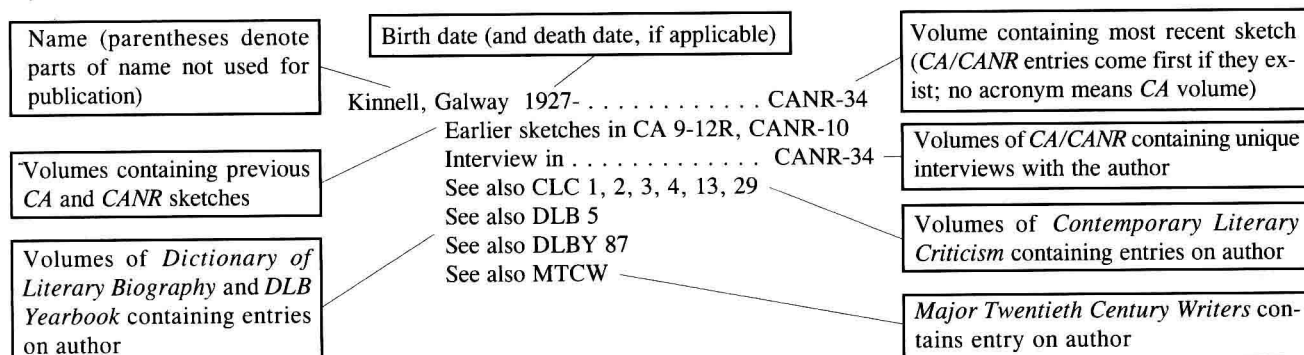 Name (parentheses denote
parts of name not used for
publication)
Birth date (and death date, if applicable)
Volume containing most recent sketch
(CA/CANR entries come first if they ex-
ist; no acronym means CA volume)
Kinnell, Galway 1927- . . . . . . . . . . . . . CANR-34
Earlier sketches in CA 9-12R, CANR-10
Interview in . . . . . . . . . . . . . CANR-34
See also CLC 1, 2, 3, 4, 13, 29
See also DLB 5
See also DLBY 87
See also MTCW
Volumes containing previous
CA and CANR sketches
Volumes of CA/CANR containing unique
interviews with the author
Volumes of Dictionary of
Literary Biography and DLB
Yearbook containing entries
on author
Volumes of Contemporary Literary
Criticism containing entries on author
Major Twentieth Century Writers con-
tains entry on author